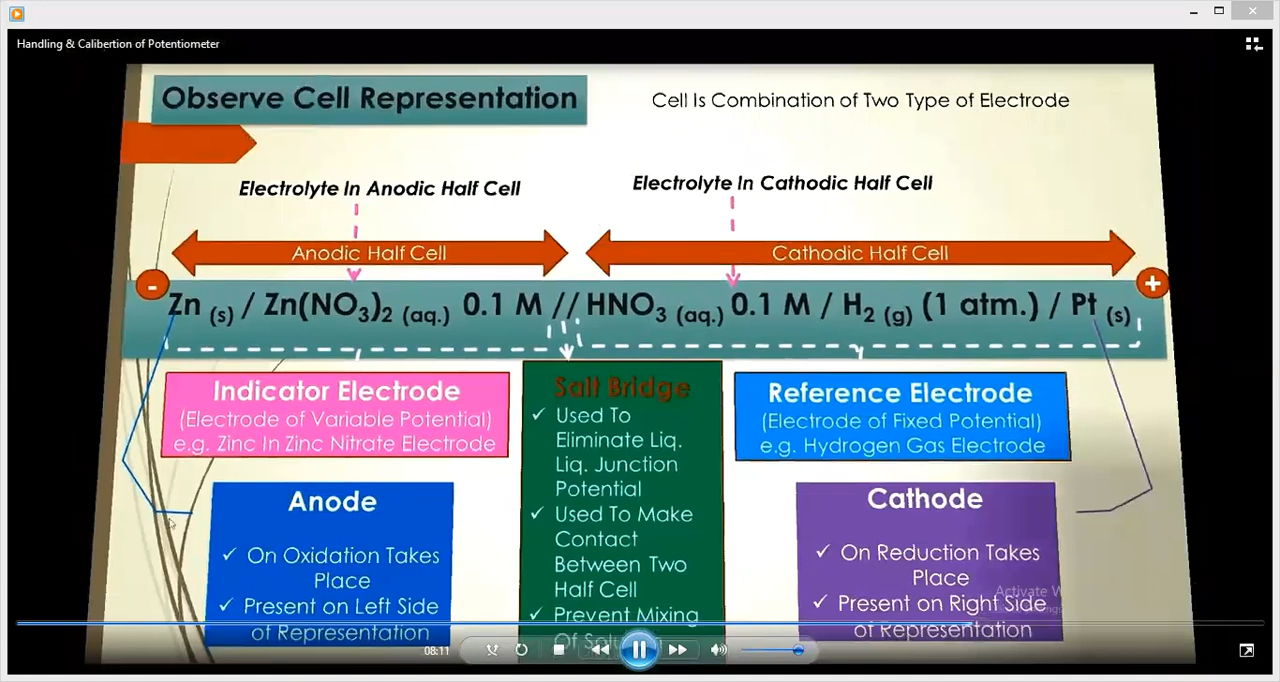 Handling & Calibertion of Potentiometer
Observe Cell Representation
Cell Is Combination of Two Type of Electrode
Electrolyte In Anodic Half Cell
Electrolyte In Cathodic Half Cell
Anodic Half Cell
Cathodic Half Cell
-
+
Zn (s) / Zn(NO3)2 (aq.) 0.1 M // HNO3 (aq.) 0.1 M / H2 (g) (1 atm.) / Pt (s)
Indicator Electrode
(Electrode of Variable Potential)
e.g. Zinc In Zinc Nitrate Electrode
Salt Bridge
✓ Used To
Eliminate Liq.
Liq. Junction
Potential
✓ Used To Make
Contact
Between Two
Half Cell
✓ Prevent Mixing
Of
Reference Electrode
(Electrode of Fixed Potential)
e.g. Hydrogen Gas Electrode
Anode
✓ On Oxidation Takes
Place
✓ Present on Left Side
of Representation
Cathode
✓ On Reduction Takes
Place
✓ Present on Right Side
of Representation
Activate
08:11